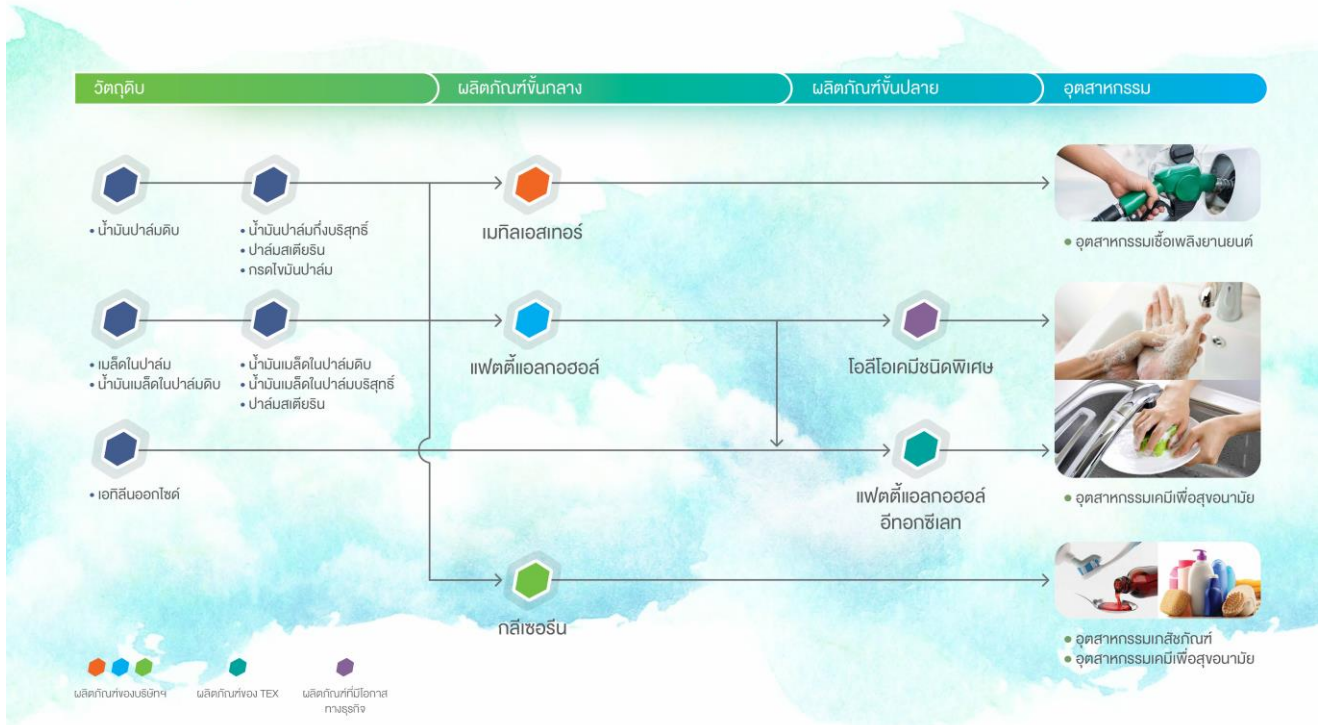 วัตถุดิบ
ผลิตภัณฑ์ขั้นกลาง
ผลิตภัณฑ์ขั้นปลาย
อุตสาหกรรม
• น้ำมันปาล์มดิบ
• น้ำมันปาล์มกึ่งบริสุทธิ์
• ปาล์มสเตียริน
• กรดไขมันปาล์ม
เมทิลเอสเทอร์
• อุตสาหกรรมเชื้อเพลิงยานยนต์
• เมล็ดในปาล์ม
• น้ำมันเมล็ดในปาล์มดิบ
• น้ำมันเมล็ดในปาล์มดิบ
• น้ำมันเมล็ดในปาล์มบริสุทธิ์
• ปาล์มสเตียริน
แฟตตี้แอลกอฮอล์
โอลีโอเคมีชนิดพิเศษ
• เอทิลีนออกไซด์
แฟตตี้แอลกอฮอล์
อีทอกซีเลท
• อุตสาหกรรมเคมีเพื่อสุขอนามัย
กลีเซอรีน
• อุตสาหกรรมเภสัชภัณฑ์
• อุตสาหกรรมเคมีเพื่อสุขอนามัย
ผลิตภัณฑ์ของบริษัทฯ
ผลิตภัณฑ์ของ TEX
ผลิตภัณฑ์ที่มีโอกาส
ทางธุรกิจ